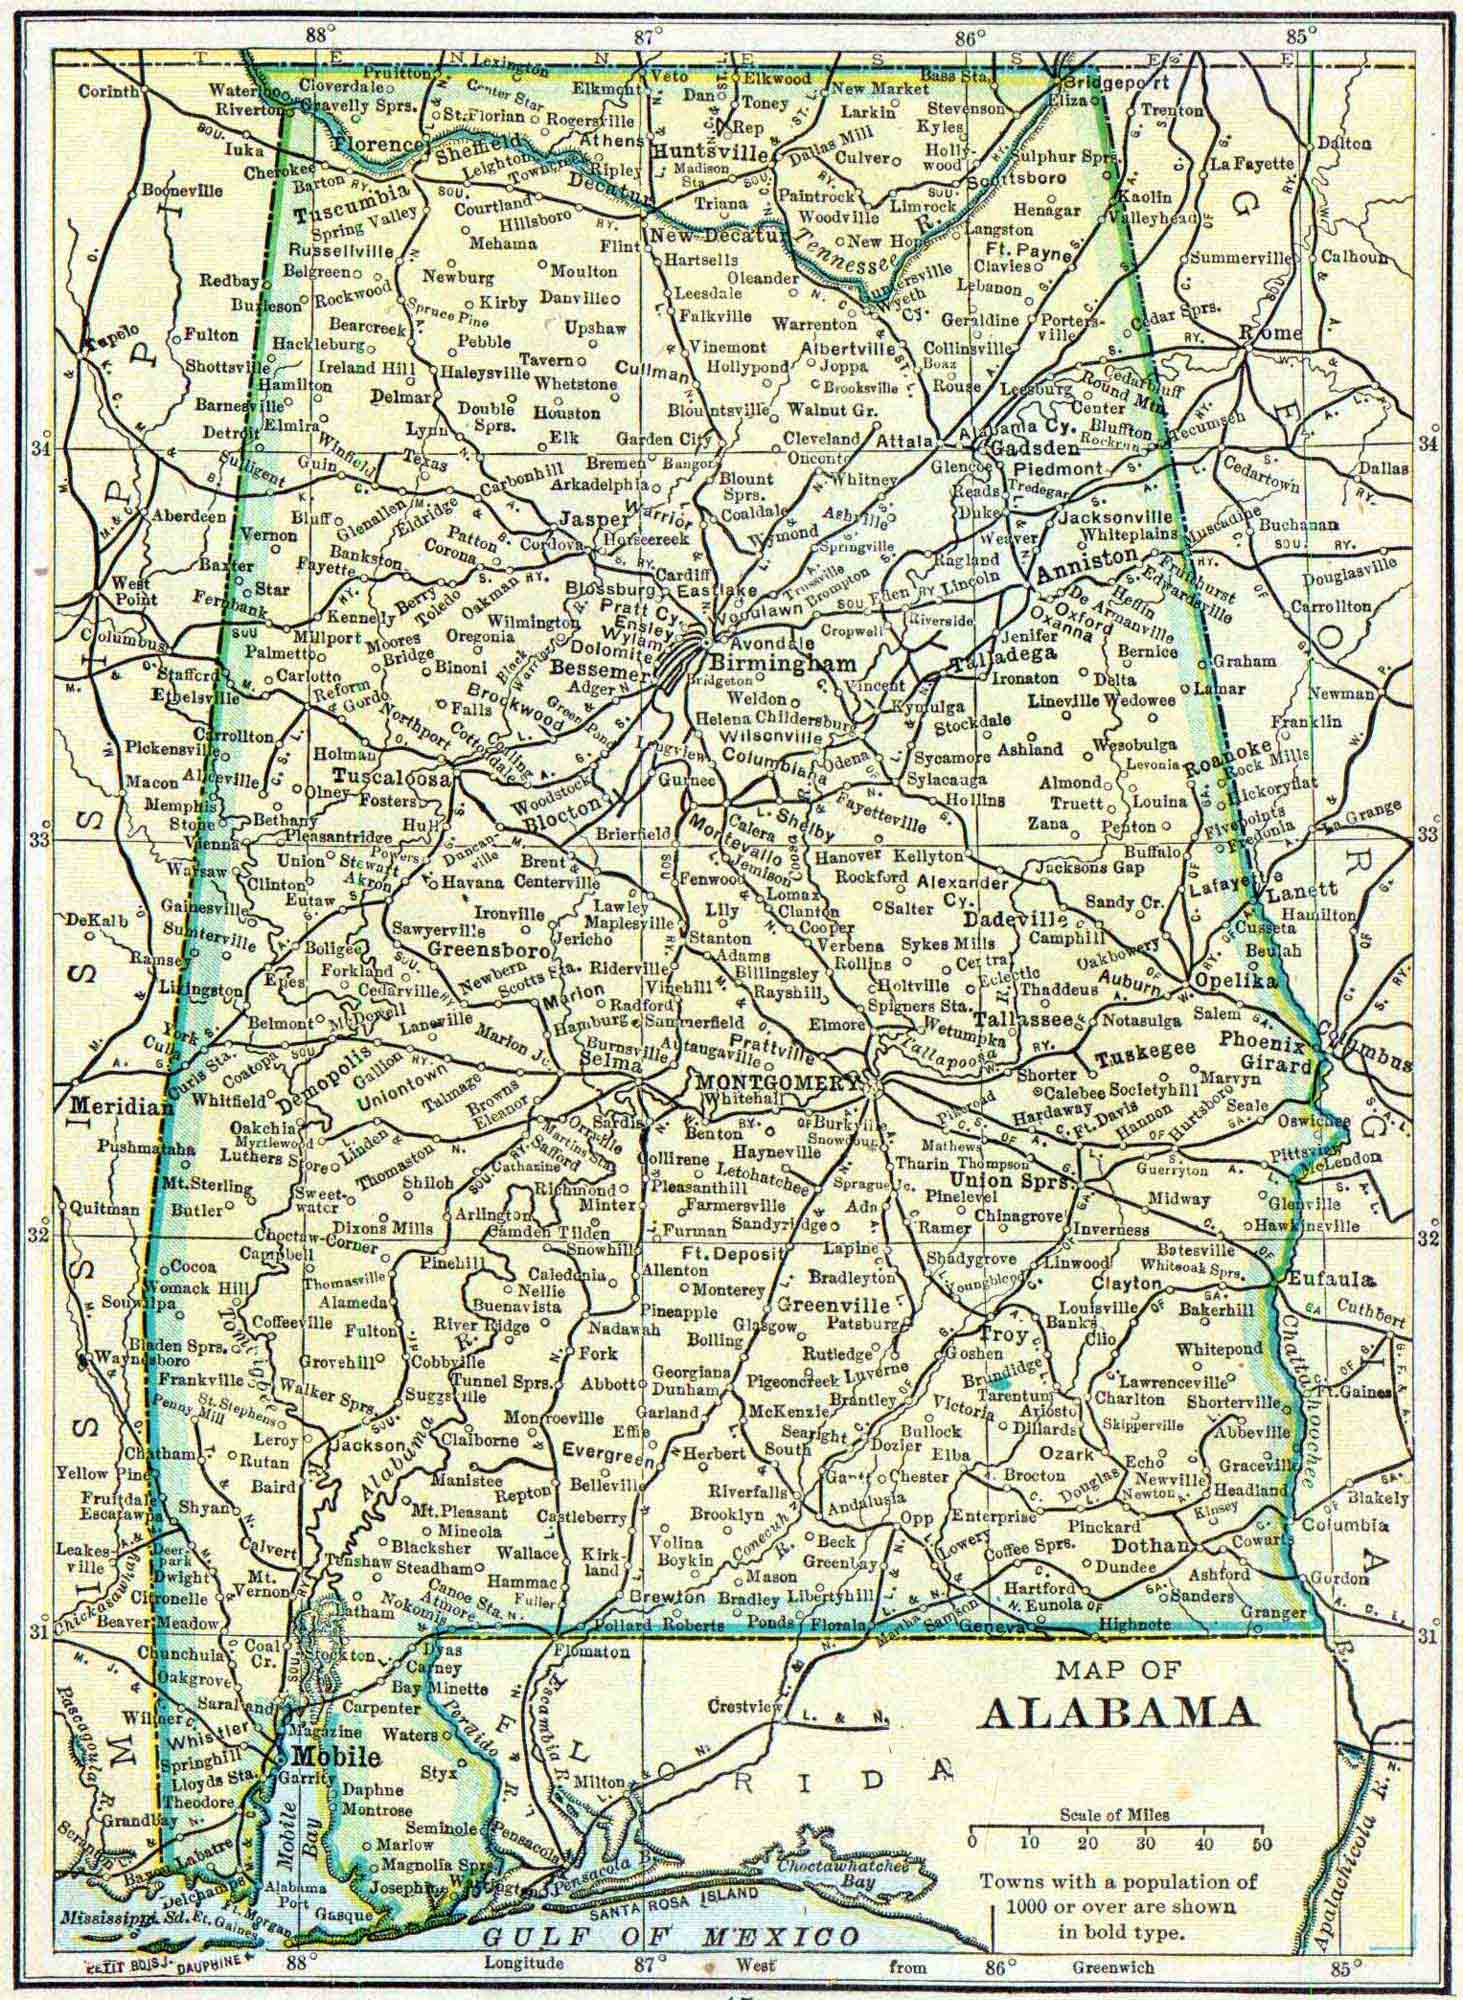 88°
87°
86°
85°
T E N N E S S E E
Corinth
Waterloo
Riverton
Cloverdale
Pruitton
Lexington
Gravelly Sprs.
Center Star
St. Florian
Rogersville
Elkmont
Veto
Elkwood
Dan
Toney
New Market
Bass Sta.
Bridgeport
Eliza
Trenton
Larkin
Stevenson
Rep
Kyles
Dalton
Iuka
Florence
Sheffield
Athens
Huntsville
Dallas Mill
Culver
Hollywood
Sulphur Sprs.
La Fayette
Cherokee
Barton
Leighton
Town Creek
Ripley
Madison Sta.
Scottsboro
Booneville
Tuscumbia
Spring Valley
Courtland
Hillsboro
Decatur
Triana
Paintrock
Woodville
Limrock
Henagar
Kaolin
Valleyhead
Russellville
Mehama
Flint
New Decatur
Tennessee R.
New Hope
Langston
Ft. Payne
Summerville
Calhoun
Redbay
Belgreen
Newburg
Moulton
Hartsells
Oleander
Guntersville
Clavies
Burleson
Rockwood
Spruce Pine
Kirby
Danville
Leesdale
Wyeth Cy.
Lebanon
Cedar Sprs.
Tupelo
Fulton
Bearcreek
Hackleburg
Pebble
Upshaw
Falkville
Warrenton
Geraldine
Portersville
Rome
Shottsville
Ireland Hill
Haleysville
Tavern
Cullman
Vinemont
Albertville
Collinsville
Hollypond
Joppa
Boaz
Hamilton
Whetstone
Brooksville
Rouse
Leesburg
Round Mtn.
Cedarbluff
Barnesville
Delmar
Double Sprs.
Houston
Blountsville
Walnut Gr.
Center
Detroit
Elmira
Lynn
Elk
Garden City
Cleveland
Attala
Alabama Cy.
Bluffton
Rockrun
Tecumseh
34
Sulligent
Winfield
Guin
Texas
Carbonhill
Bremen
Bangor
Oneonto
Gadsden
Glencoe
Piedmont
Cedartown
Dallas
34
Arkadelphia
Blount Sprs.
Whitney
Reads
Tredegar
Aberdeen
Bluff
Glenallen
Eldridge
Jasper
Warrior
Coaldale
Ashville
Duke
Jacksonville
Muscadine
Buchanan
Vernon
Bankston
Patton
Corona
Cordova
Horsecreek
Wymond
Springville
Weaver
Whiteplains
Baxter
Fayette
Cardiff
Trussville
Ragland
Anniston
Fruithurst
Douglasville
West Point
Star
Fernbank
Berry
Toledo
Oakman
Blossburg
Eastlake
Woodlawn
Crompton
Eden
Lincoln
Heflin
Edwardsville
Columbus
Kennedy
Millport
Wilmington
Pratt Cy.
Ensley
Wylam
Cropwell
Riverside
De Armanville
Oxford
Oxanna
Carrollton
Palmetto
Moores Bridge
Oregonia
Dolomite
Avondale
Birmingham
Jenifer
Talladega
Bernice
Graham
Stafford
Carlotta
Binoni
Black Warrior R.
Bessemer
Bridgeton
Ironaton
Delta
Lamar
Newman
Ethelsville
Reform
Gordo
Brockwood
Adger
Weldon
Vincent
Kymulga
Lineville
Wedowee
Falls
Northport
Green Pond
Helena
Childersburg
Stockdale
Franklin
Carrollton
Pickensville
Holman
Cottondale
Coaling
Wilsonville
Longview
Columbiana
Odena
Sycamore
Ashland
Wesobulga
Levonia
Roanoke
Rock Mills
Macon
Aliceville
Olney
Tuscaloosa
Fosters
Woodstock
Gurnee
Sylacauga
Almond
Hickoryflat
Memphis
Stone
Bethany
Hull
Blocton
Shelby
Fayetteville
Hollins
Truett
Louina
Fivepoints
La Grange
33
Vienna
Pleasantridge
Duncanville
Brierfield
Montevallo
Calera
Zana
Penton
Fredonia
33
Warsaw
Union
Stewart
Powers
Brent
Jemison
Coosa R.
Hanover
Kellyton
Buffalo
Clinton
Akron
Havana
Centerville
Fenwood
Rockford
Alexander Cy.
Jacksons Gap
Lafayette
Lanett
DeKalb
Gainesville
Eutaw
Ironville
Lawley
Lily
Lomax
Clanton
Salter
Sandy Cr.
Hamilton
Sumterville
Sawyerville
Maplesville
Cooper
Dadeville
Camphill
Cusseta
Boligee
Greensboro
Jericho
Stanton
Verbena
Sykes Mills
Beulah
Ramsey
Forkland
Adams
Rollins
Central
Oakbowery
Livingston
Epes
Cedarville
Newbern
Scotts Sta.
Riderville
Billingsley
Holtville
Eclectic
Auburn
Opelika
Marion
Vinehill
Rayshill
Thaddeus
Belmont
McDowell
Laneville
Radford
Spigners Sta.
Salem
York
Cuba
Marion Jc.
Hamburg
Summerfield
Elmore
Wetumpka
Tallassee
Notasulga
Columbus
Burnsville
Autaugaville
Prattville
Tallapoosa
Phoenix
Girard
Curls Sta.
Coatopa
Demopolis
Gallion
Selma
Tuskegee
Meridian
Whitfield
Uniontown
Talmage
Browns
MONTGOMERY
Shorter
Marvyn
Whitehall
Calebee
Societyhill
Oakchia
Eleanor
Sardis
Pikeroad
Hardaway
Ft. Davis
Hannon
Hurtsboro
Seale
Oswichee
Pushmataha
Myrtlewood
Linden
Orrville
Martins Sta.
Benton
Burkville
Snowdoun
Mathews
Luthers Store
Thomaston
Safford
Collirene
Hayneville
Tharin
Thompson
Guerryton
Pittsview
McLendon
Mt. Sterling
Shiloh
Catharine
Letohatchee
Sprague Jc.
Union Sprs.
Quitman
Butler
Sweetwater
Richmond
Minter
Pleasanthill
Farmersville
Ada
Pinelevel
Chinagrove
Midway
Glenville
Arlington
Dixons Mills
Choctaw-Corner
Camden
Tilden
Furman
Sandyridge
Ramer
Inverness
Hawkinsville
32
Snowhill
Ft. Deposit
Lapine
Batesville
32
Cocoa
Campbell
Pinehill
Caledonia
Allenton
Shadygrove
Linwood
Whiteoak Sprs.
Womack Hill
Thomasville
Nellie
Monterey
Bradleyton
Youngblood
Clayton
Eufaula
Souwilpa
Alameda
Buenavista
Pineapple
Greenville
Louisville
Bakerhill
Cuthbert
Coffeeville
Fulton
River Ridge
Nadawah
Glasgow
Patsburg
Troy
Banks
Clio
Bladen Sprs.
Bolling
Waynesboro
Tombigbee
Grovehill
Cobbville
Fork
Rutledge
Goshen
Whitepond
Frankville
Walker Sprs.
Tunnel Sprs.
Abbott
Georgiana
Dunham
Pigeoncreek
Luverne
Brundidge
Lawrenceville
Ft. Gaines
Penny Mill
St. Stephens
Suggsville
Monroeville
Garland
McKenzie
Brantley
Tarentum
Charlton
Shorterville
Leroy
Effie
Searight
Victoria
Ariosto
Chatham
Jackson
Claiborne
Evergreen
Herbert
South
Dozier
Bullock
Dillards
Skipperville
Abbeville
Yellow Pine
Rutan
Alabama R.
Manistee
Belleville
Gantt
Chester
Elba
Ozark
Echo
Graceville
Fruitdale
Baird
Repton
Riverfalls
Andalusia
Brocton
Douglas
Newville
Newton
Headland
Blakely
Escatawpa
Shyan
Mt. Pleasant
Castleberry
Brooklyn
Opp
Enterprise
Kinsey
Columbia
Leakesville
Deerpark
Mineola
Volina
Conecuh R.
Beck
Pinckard
Dothan
Cowarts
Dwight
Calvert
Blacksher
Wallace
Kirkland
Boykin
Greenbay
Lowery
Coffee Sprs.
Tenshaw
Steadham
Hammac
Mason
Dundee
Ashford
Gordon
Citronelle
Mt. Vernon
Canoe Sta.
Fuller
Brewton
Bradley
Libertyhill
Hartford
Sanders
Chickasawhay
Latham
Nokomis
Atmore
Samson
Eunola
Granger
31
Beaver Meadow
Pollard
Roberts
Ponds
Florala
Martha
Geneva
Highnote
31
Chunchula
Coal Cr.
Stockton
Dyas
Flomaton
Oakgrove
Carney
Bay Minette
Saraland
Carpenter
Perdido R.
Escambia R.
Crestview
MAP OF
ALABAMA
Wilmer
Whistler
Magazine
Waters
Springhill
Mobile
Pascagoula R.
Lloyds Sta.
Garrity
Styx
Milton
F L O R I D A
Theodore
Daphne
Montrose
Scale of Miles
0 10 20 30 40 50
Grandbay
Mobile Bay
Seminole
Pensacola
Scranton
Marlow
Choctawhatchee Bay
Bayou Labatre
Magnolia Sprs.
Pensacola B.
Towns with a population of
1000 or over are shown
in bold type.
Delchamps
Alabama Port
Josephine
SANTA ROSA ISLAND
Mississippi Sd.
Ft. Gaines
Ft. Morgan
Gasque
GULF OF MEXICO
Apalachicola R.
Chattahoochee
PETIT BOIS I.
DAUPHINE I.
M I S S I S S I P P I
G E O R G I A
88°
Longitude
87°
West
from
86°
Greenwich
85°